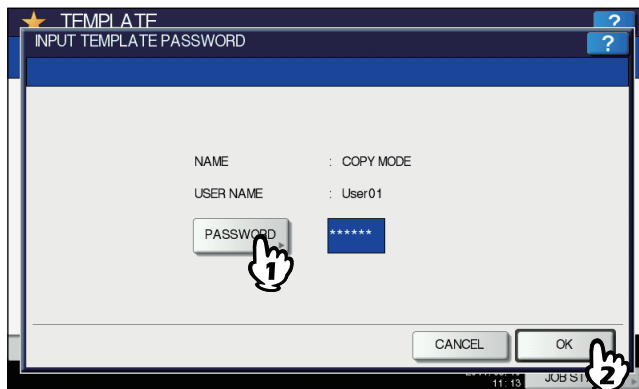 TEMPLATE ?
INPUT TEMPLATE PASSWORD ?
NAME : COPY MODE
USER NAME : User01
PASSWORD ******
1
CANCEL OK
2
11:13 JOB ST